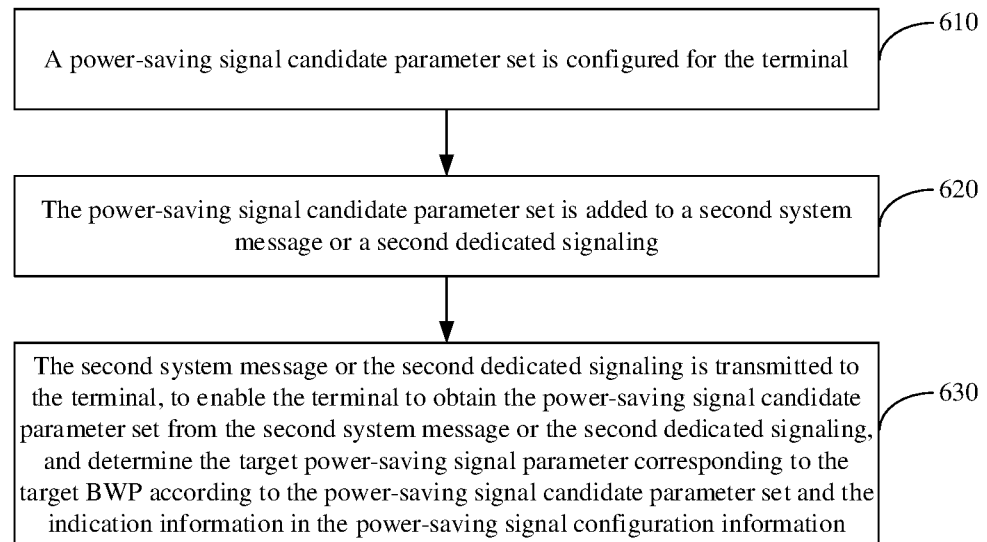 A power-saving signal candidate parameter set is configured for the terminal
610
The power-saving signal candidate parameter set is added to a second system
message or a second dedicated signaling
620
The second system message or the second dedicated signaling is transmitted to
the terminal, to enable the terminal to obtain the power-saving signal candidate
parameter set from the second system message or the second dedicated signaling,
and determine the target power-saving signal parameter corresponding to the
target BWP according to the power-saving signal candidate parameter set and the
indication information in the power-saving signal configuration information
630